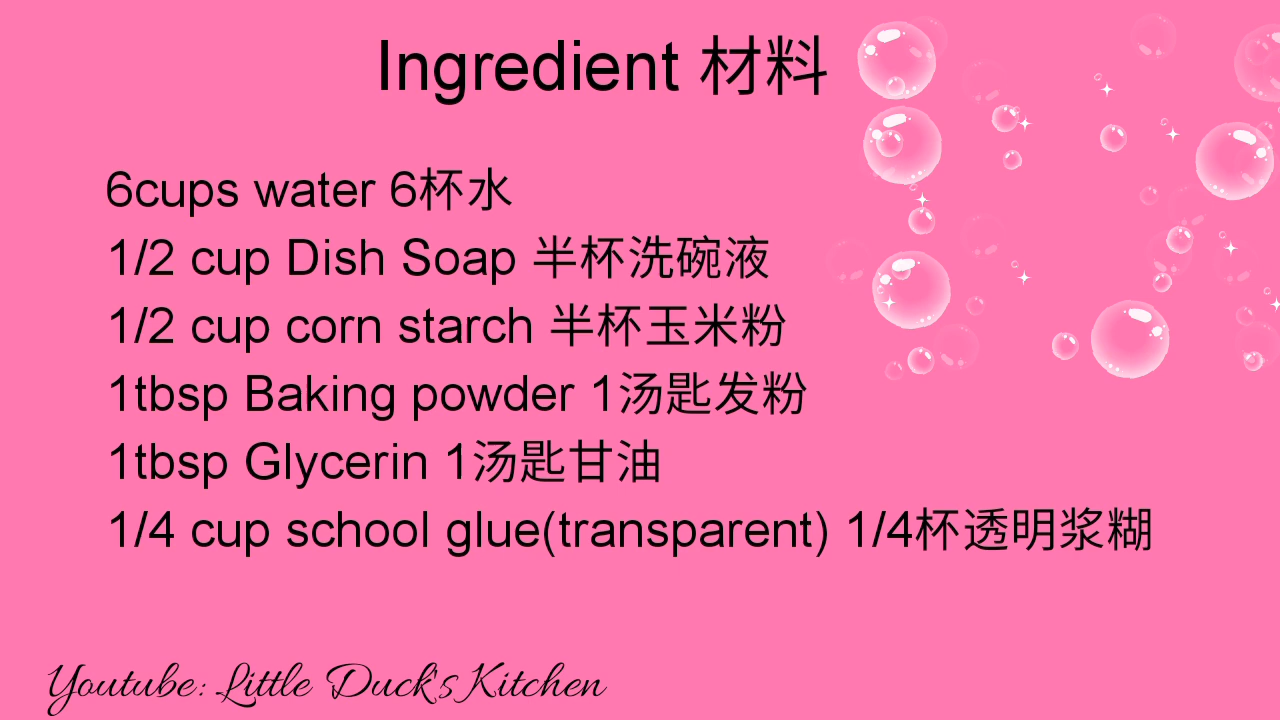 Ingredient 材料
6cups water 6杯水
1/2 cup Dish Soap 半杯洗碗液
1/2 cup corn starch 半杯玉米粉
1tbsp Baking powder 1汤匙发粉
1tbsp Glycerin 1汤匙甘油
1/4 cup school glue(transparent) 1/4杯透明浆糊
Youtube: Little Duck's Kitchen